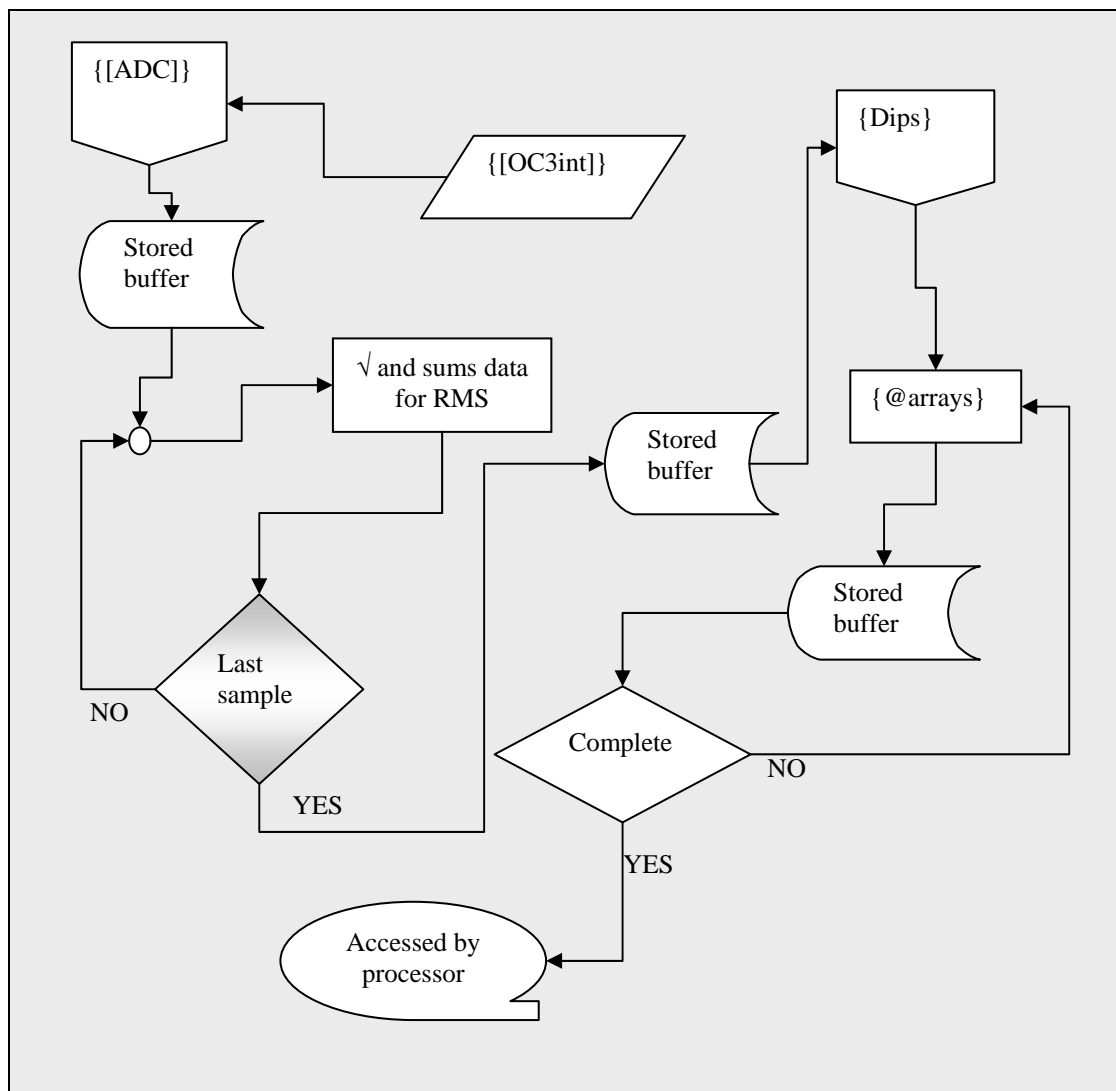 {[ADC]}
{[OC3int]}
{Dips}
Stored
buffer
√ and sums data
for RMS
{@arrays}
Stored
buffer
Stored
buffer
Last
sample
NO
Complete
NO
YES
YES
Accessed by
processor